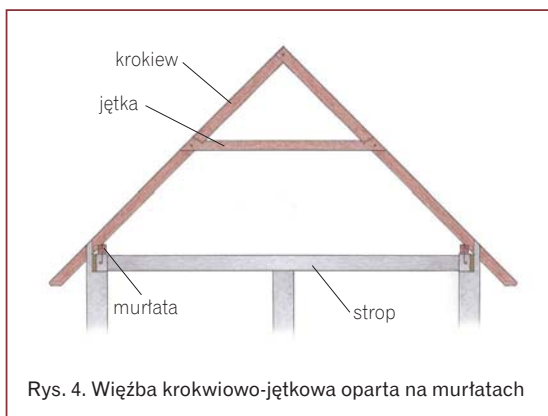 krokiew
jętka
murłata
strop
Rys. 4. Więźba krokwiowo-jętkowa oparta na murłatach